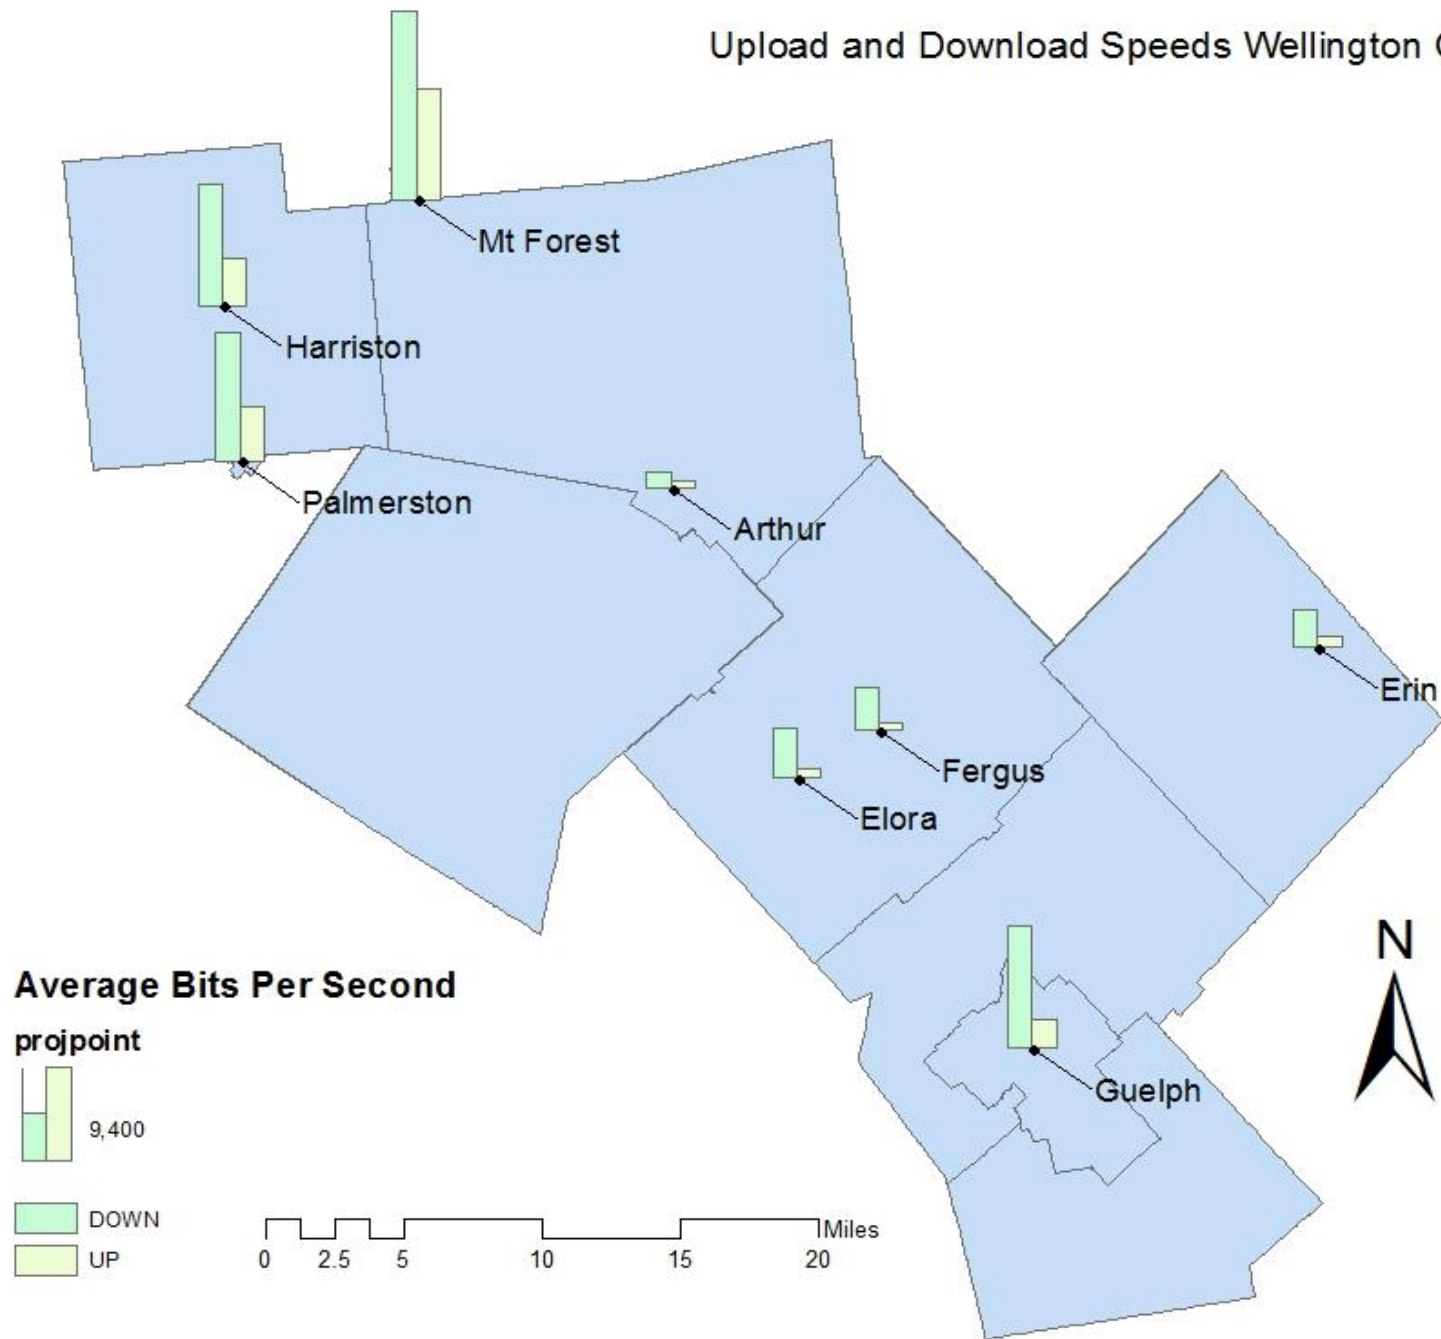 Upload and Download Speeds Wellington
Mt Forest
Harriston
Palmerston
Arthur
Erin
Fergus
Elora
Guelph
N
Average Bits Per Second
projpoint
9,400
DOWN
UP
Miles
0 2.5 5 10 15 20